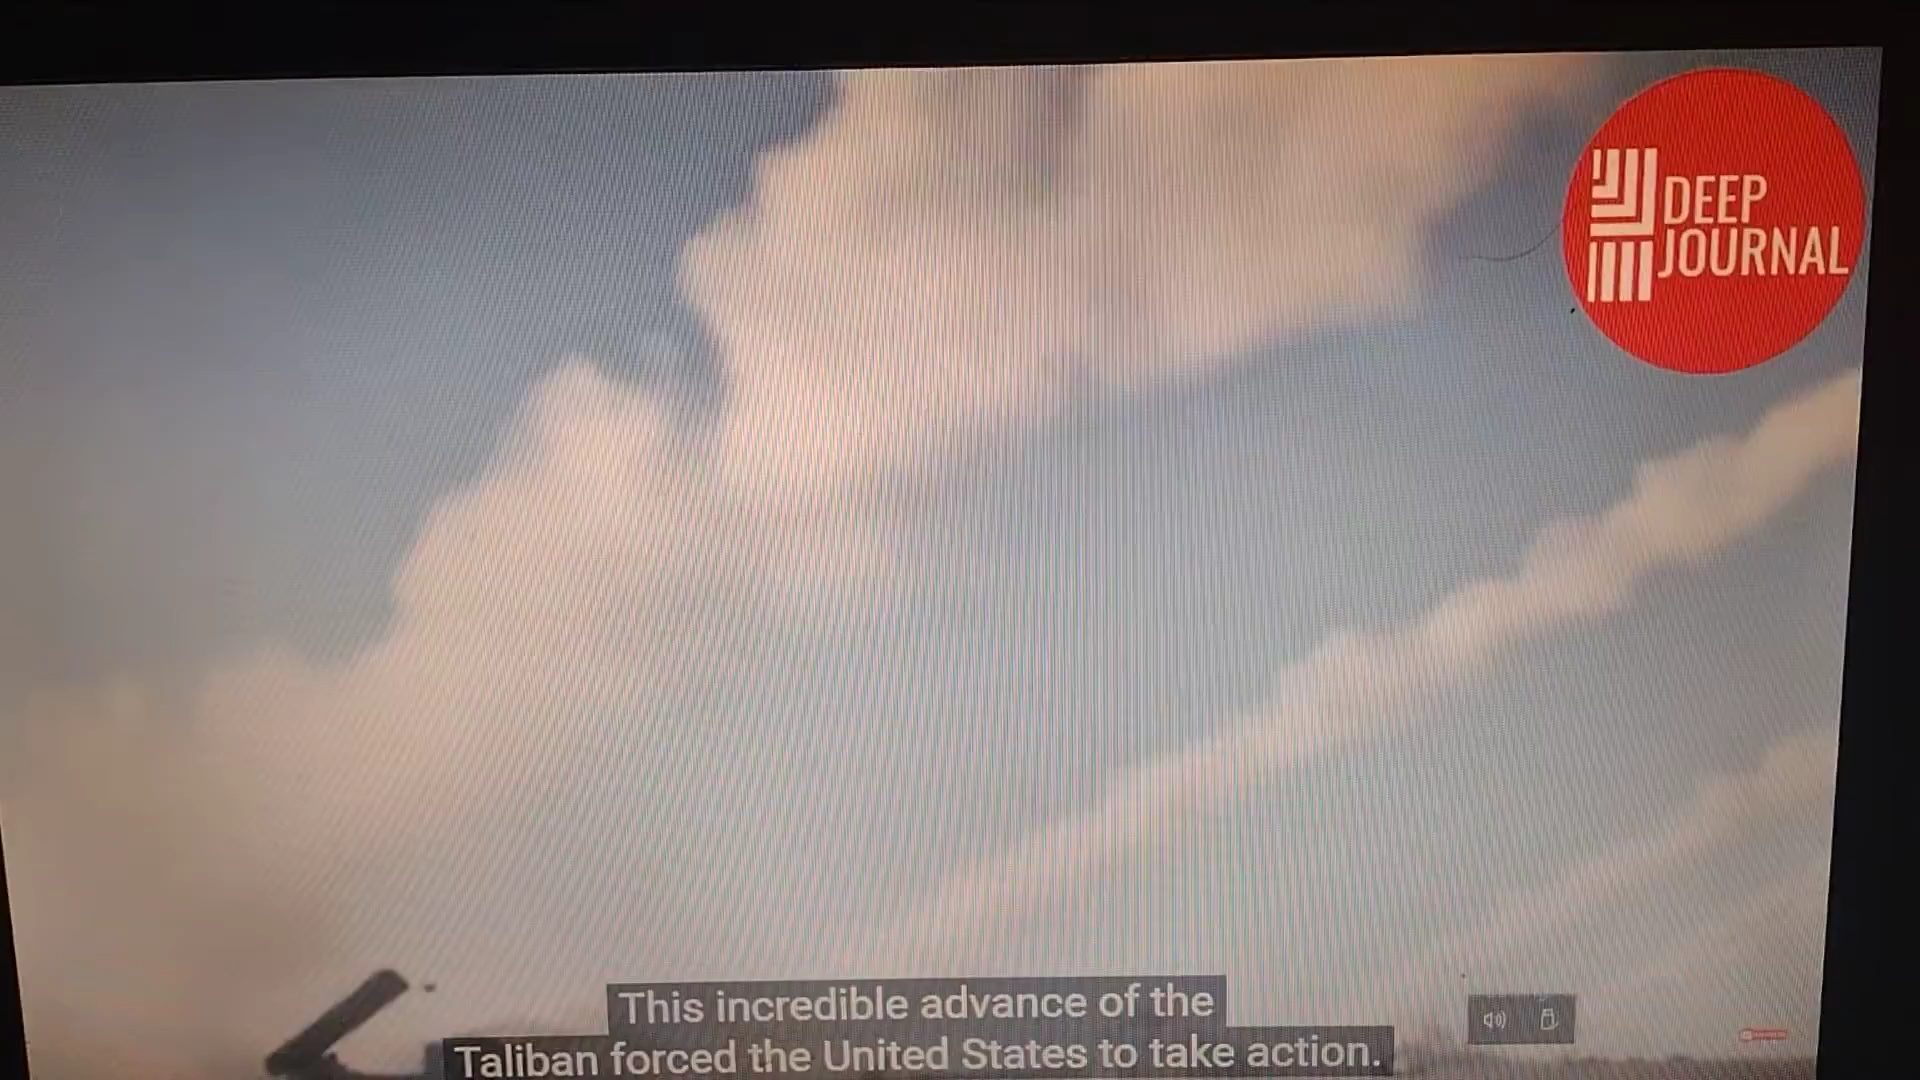 DEEP
JOURNAL
This incredible advance of the
Taliban forced the United States to take action.